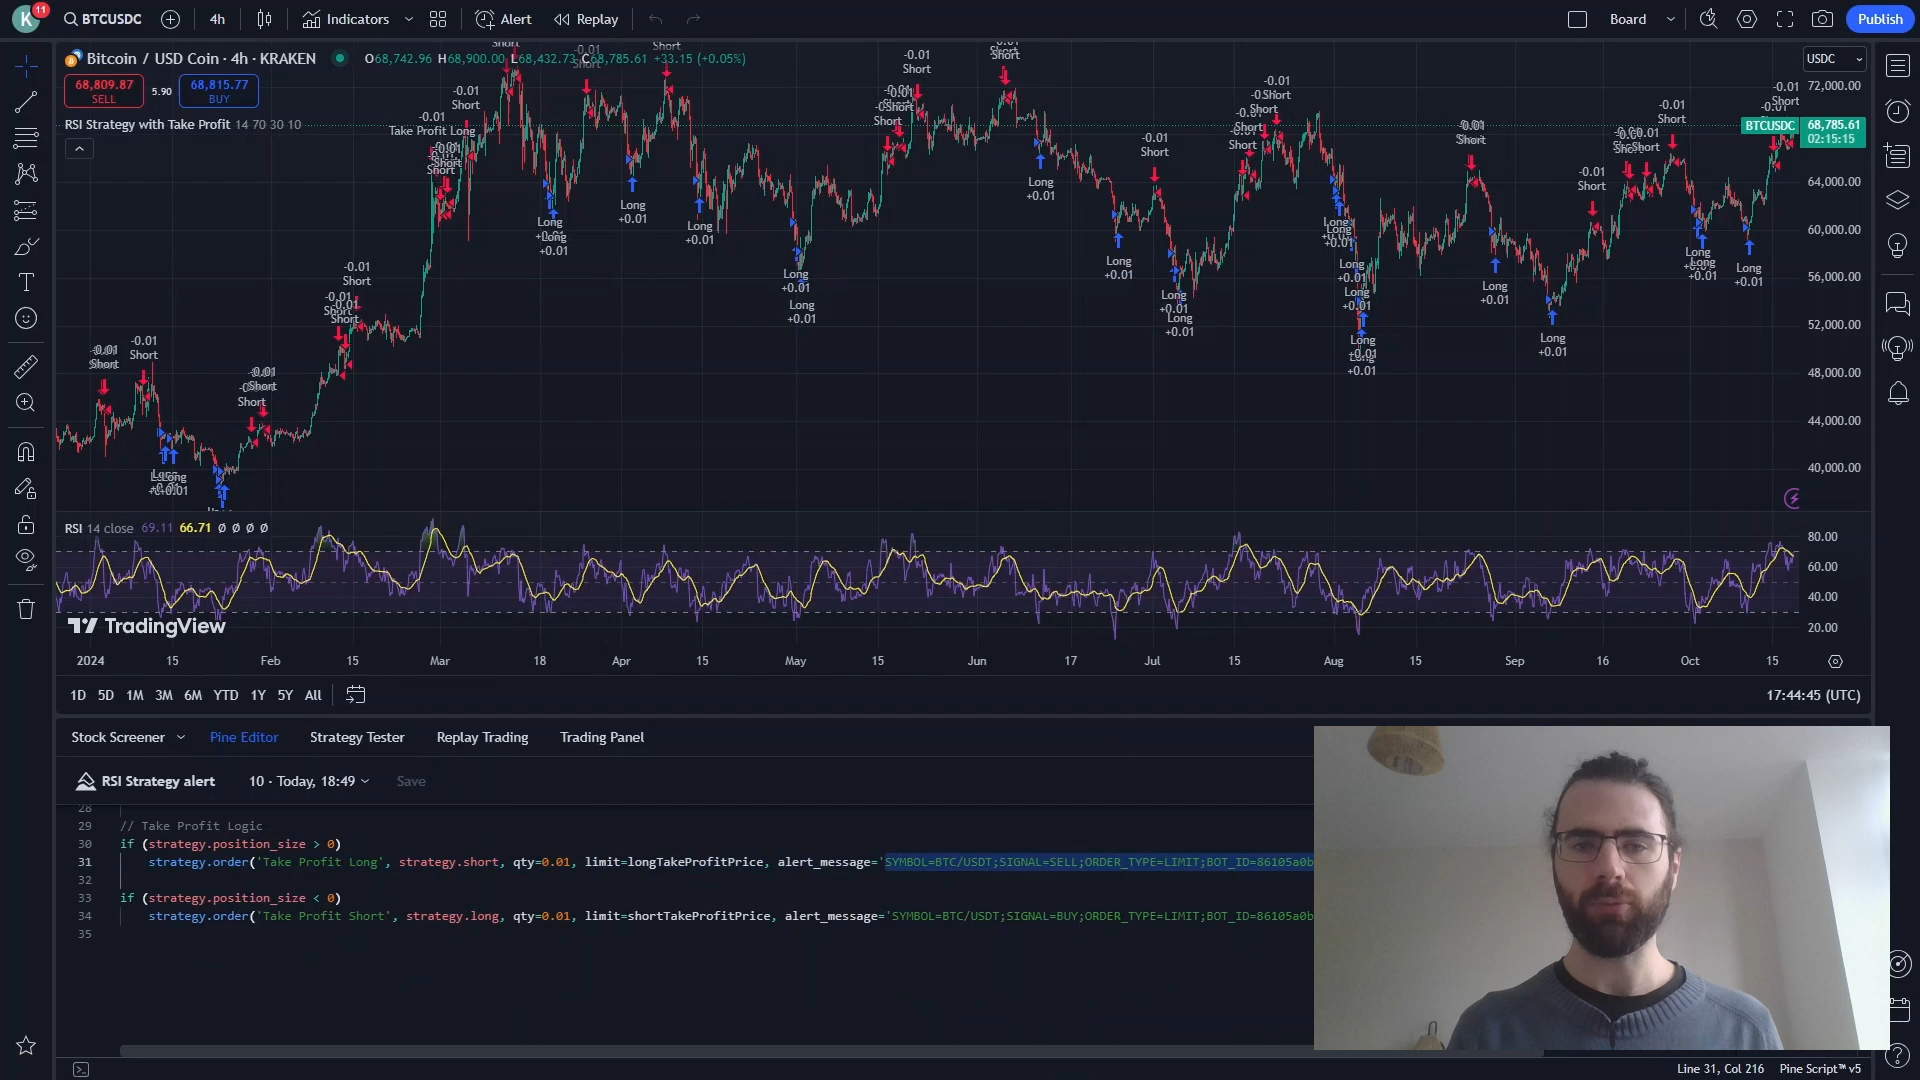 K 11 BTCUSDC 4h Indicators Alert Replay Board Publish
Bitcoin / USD Coin · 4h · KRAKEN O68,742.96 H68,900.00 L68,432.73 C68,785.61 +33.15 (+0.05%) USDC
68,809.87 SELL 5.90 68,815.77 BUY
RSI Strategy with Take Profit 14 70 30 10
72,000.00
BTCUSDC 68,785.61
02:15:15
64,000.00
60,000.00
56,000.00
52,000.00
48,000.00
44,000.00
40,000.00
-0.01
Short
Take Profit Long
Long
+0.01
RSI 14 close 69.11 66.71 Ø Ø Ø Ø
80.00
60.00
40.00
20.00
TradingView
2024 15 Feb 15 Mar 18 Apr 15 May 15 Jun 17 Jul 15 Aug 15 Sep 16 Oct 15
1D 5D 1M 3M 6M YTD 1Y 5Y All 17:44:45 (UTC)
Stock Screener Pine Editor Strategy Tester Replay Trading Trading Panel
RSI Strategy alert 10 · Today, 18:49 Save
28
29 // Take Profit Logic
30 if (strategy.position_size > 0)
31 strategy.order('Take Profit Long', strategy.short, qty=0.01, limit=longTakeProfitPrice, alert_message='SYMBOL=BTC/USDT;SIGNAL=SELL;ORDER_TYPE=LIMIT;BOT_ID=86105a0b
32
33 if (strategy.position_size < 0)
34 strategy.order('Take Profit Short', strategy.long, qty=0.01, limit=shortTakeProfitPrice, alert_message='SYMBOL=BTC/USDT;SIGNAL=BUY;ORDER_TYPE=LIMIT;BOT_ID=86105a0b
35
Line 31, Col 216 Pine Script™ v5